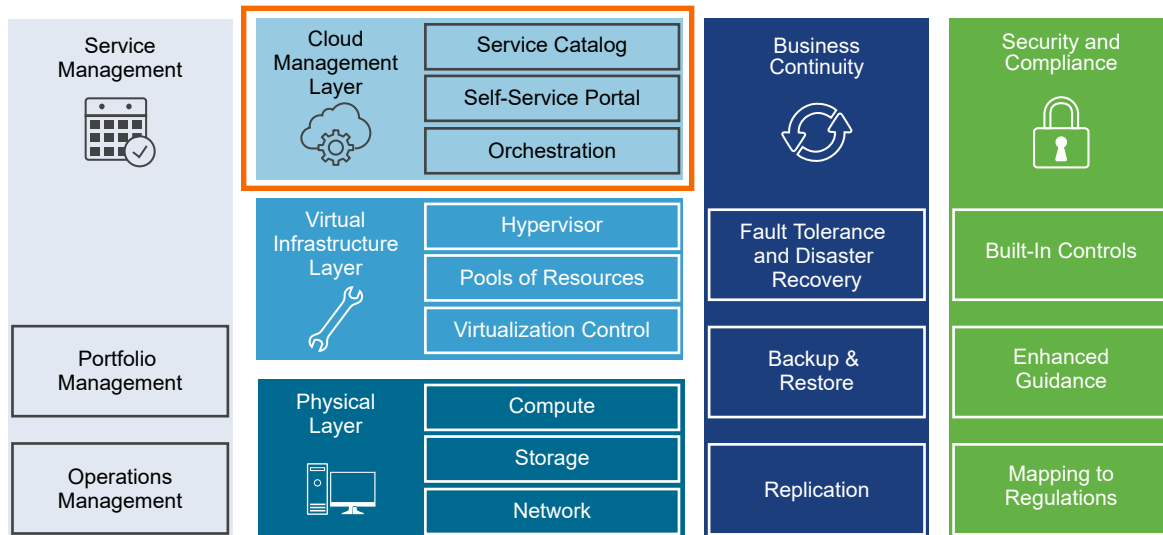 Service
Management
Portfolio
Management
Operations
Management
Cloud
Management
Layer
Service Catalog
Self-Service Portal
Orchestration
Virtual
Infrastructure
Layer
Hypervisor
Pools of Resources
Virtualization Control
Physical
Layer
Compute
Storage
Network
Business
Continuity
Fault Tolerance
and Disaster
Recovery
Backup &
Restore
Replication
Security and
Compliance
Built-In Controls
Enhanced
Guidance
Mapping to
Regulations